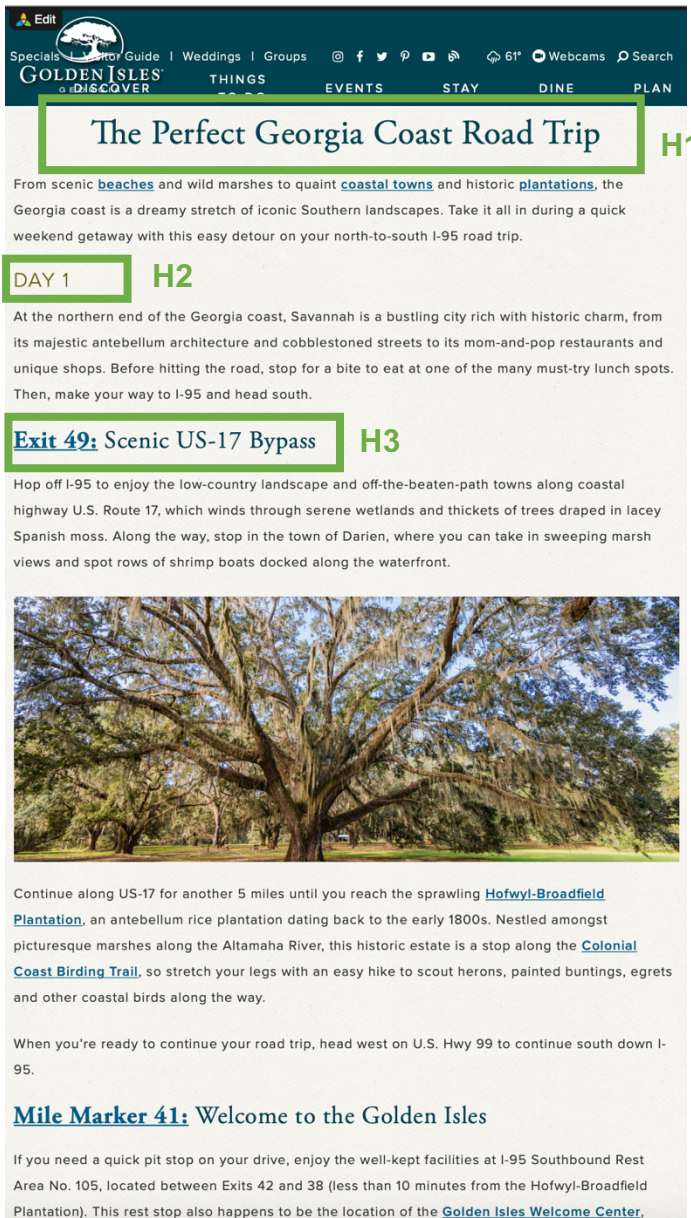 Edit
Specials | Visitor Guide | Weddings | Groups 61° Webcams Search
GOLDEN ISLES
GEORGIA
DISCOVER THINGS TO DO EVENTS STAY DINE PLAN
The Perfect Georgia Coast Road Trip H1
From scenic beaches and wild marshes to quaint coastal towns and historic plantations, the
Georgia coast is a dreamy stretch of iconic Southern landscapes. Take it all in during a quick
weekend getaway with this easy detour on your north-to-south I-95 road trip.
DAY 1 H2
At the northern end of the Georgia coast, Savannah is a bustling city rich with historic charm, from
its majestic antebellum architecture and cobblestoned streets to its mom-and-pop restaurants and
unique shops. Before hitting the road, stop for a bite to eat at one of the many must-try lunch spots.
Then, make your way to I-95 and head south.
Exit 49: Scenic US-17 Bypass H3
Hop off I-95 to enjoy the low-country landscape and off-the-beaten-path towns along coastal
highway U.S. Route 17, which winds through serene wetlands and thickets of trees draped in lacey
Spanish moss. Along the way, stop in the town of Darien, where you can take in sweeping marsh
views and spot rows of shrimp boats docked along the waterfront.
Continue along US-17 for another 5 miles until you reach the sprawling Hofwyl-Broadfield
Plantation, an antebellum rice plantation dating back to the early 1800s. Nestled amongst
picturesque marshes along the Altamaha River, this historic estate is a stop along the Colonial
Coast Birding Trail, so stretch your legs with an easy hike to scout herons, painted buntings, egrets
and other coastal birds along the way.
When you're ready to continue your road trip, head west on U.S. Hwy 99 to continue south down I-
95.
Mile Marker 41: Welcome to the Golden Isles
If you need a quick pit stop on your drive, enjoy the well-kept facilities at I-95 Southbound Rest
Area No. 105, located between Exits 42 and 38 (less than 10 minutes from the Hofwyl-Broadfield
Plantation). This rest stop also happens to be the location of the Golden Isles Welcome Center,